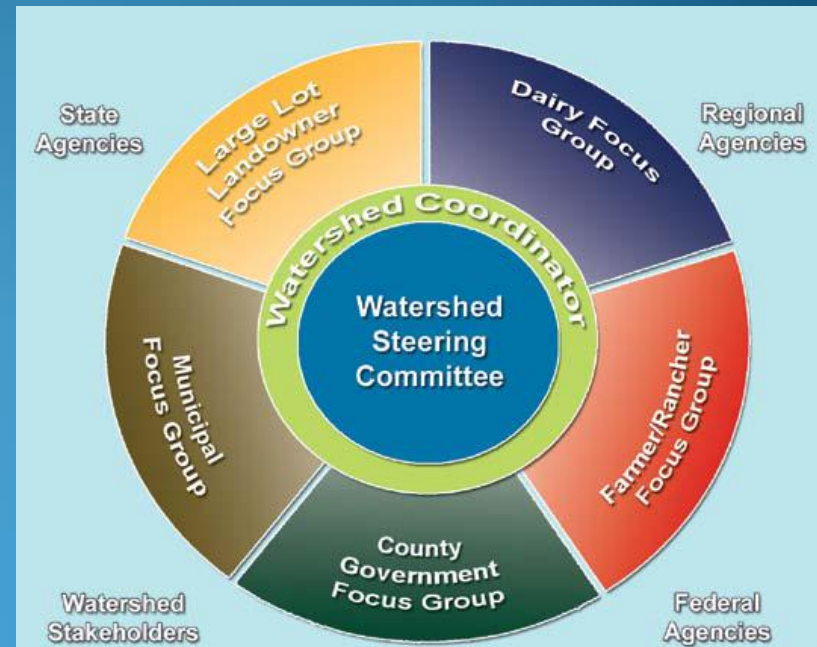 State
Agencies
Large Lot
Landowner
Focus Group
Dairy Focus
Group
Regional
Agencies
Watershed Coordinator
Watershed
Steering
Committee
Municipal
Focus Group
Farmer/Rancher
Focus Group
County
Government
Focus Group
Watershed
Stakeholders
Federal
Agencies